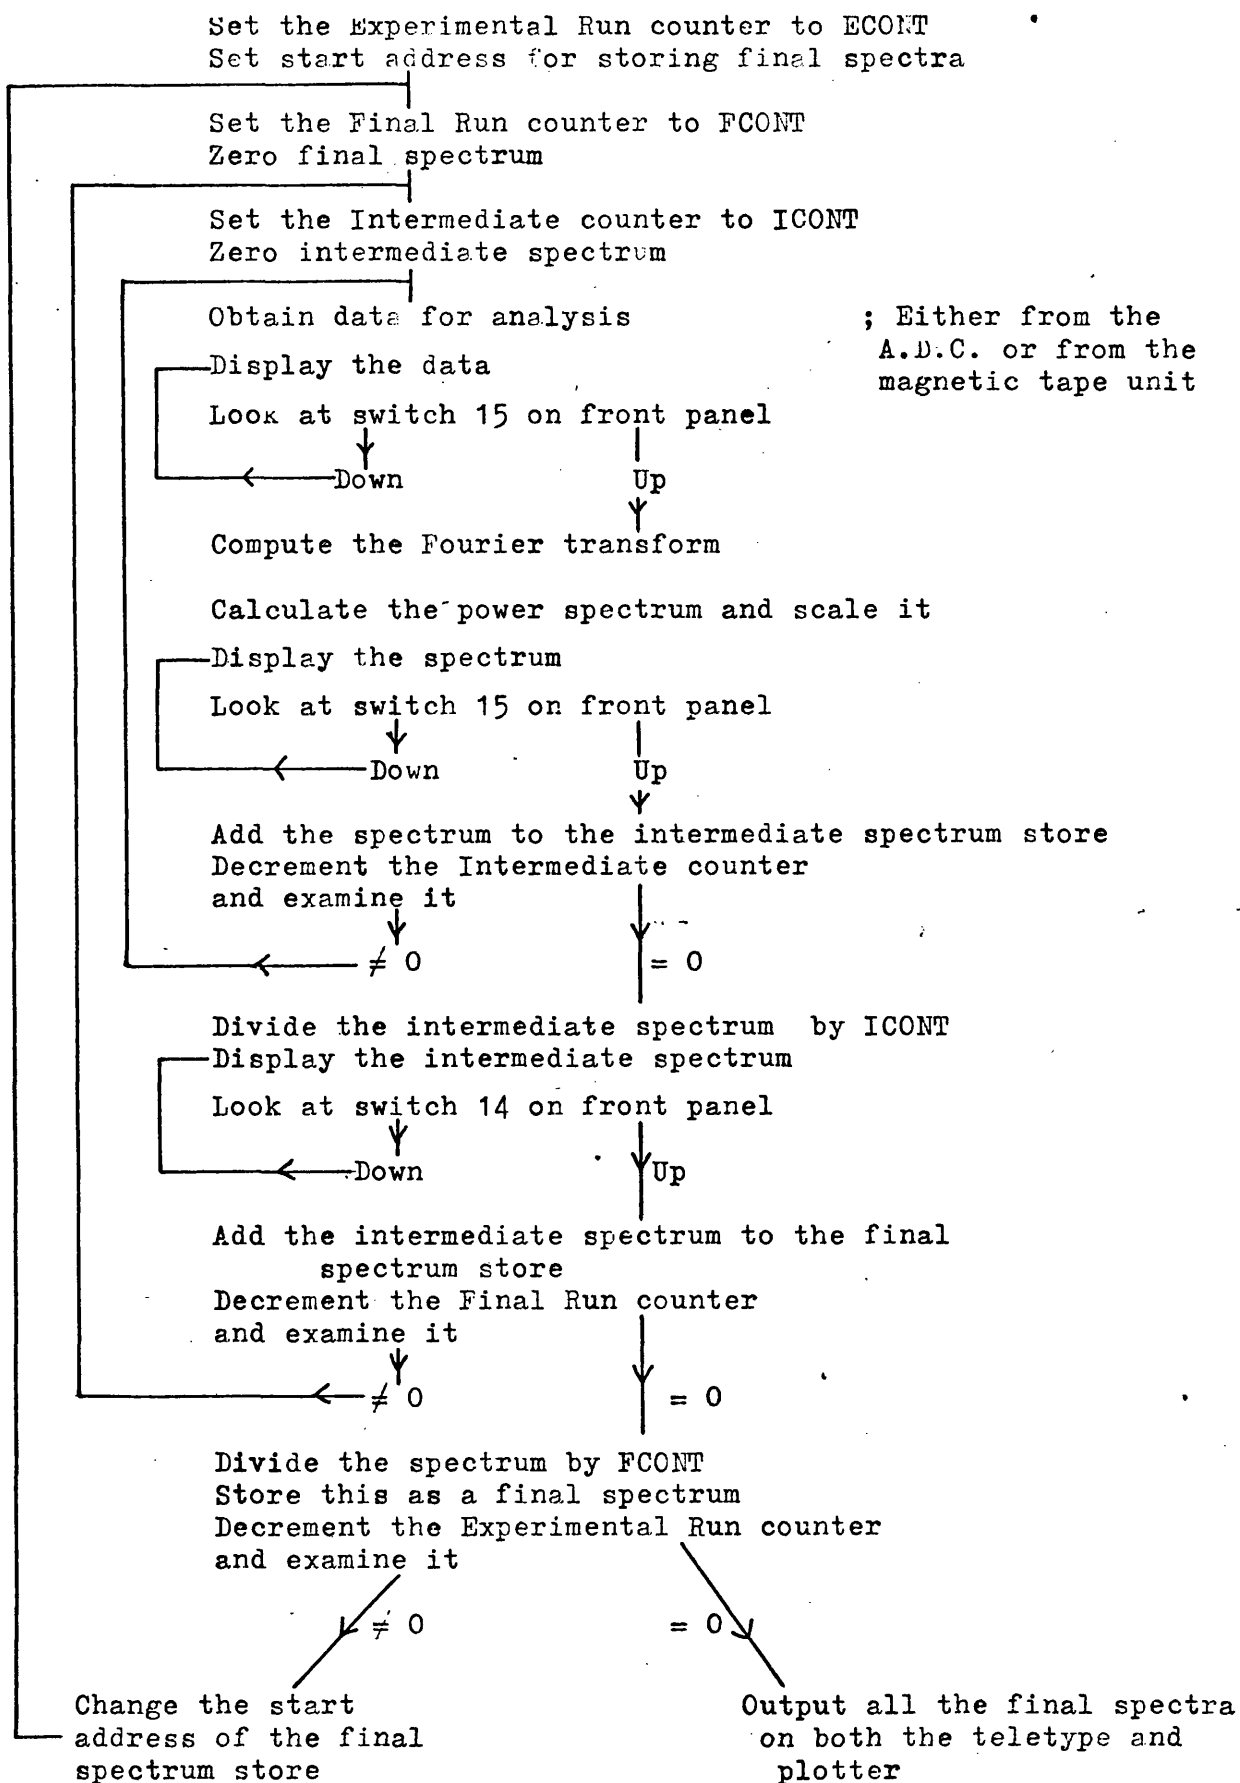 Set the Experimental Run counter to ECONT
Set start address for storing final spectra
Set the Final Run counter to FCONT
Zero final spectrum
Set the Intermediate counter to ICONT
Zero intermediate spectrum
Obtain data for analysis
; Either from the
A.D.C. or from the
magnetic tape unit
Display the data
Look at switch 15 on front panel
Down Up
Compute the Fourier transform
Calculate the power spectrum and scale it
Display the spectrum
Look at switch 15 on front panel
Down Up
Add the spectrum to the intermediate spectrum store
Decrement the Intermediate counter
and examine it
≠ 0 = 0
Divide the intermediate spectrum by ICONT
Display the intermediate spectrum
Look at switch 14 on front panel
Down Up
Add the intermediate spectrum to the final
spectrum store
Decrement the Final Run counter
and examine it
≠ 0 = 0
Divide the spectrum by FCONT
Store this as a final spectrum
Decrement the Experimental Run counter
and examine it
≠ 0 = 0
Change the start
address of the final
spectrum store
Output all the final spectra
on both the teletype and
plotter